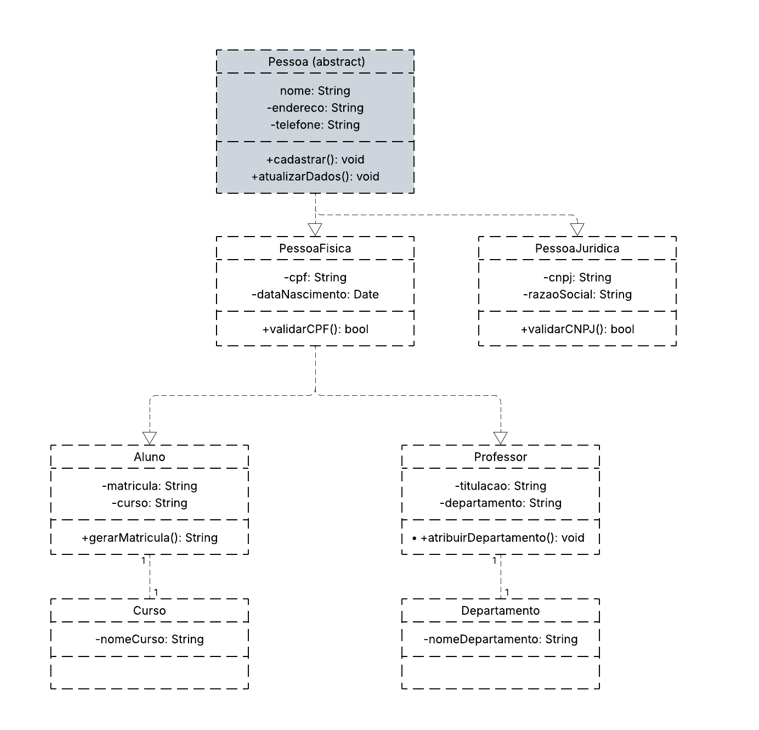 Pessoa (abstract)
nome: String
-endereco: String
-telefone: String
+cadastrar(): void
+atualizarDados(): void
PessoaFisica
-cpf: String
-dataNascimento: Date
+validarCPF(): bool
PessoaJuridica
-cnpj: String
-razaoSocial: String
+validarCNPJ(): bool
Aluno
-matricula: String
-curso: String
+gerarMatricula(): String
1
1
Curso
-nomeCurso: String
Professor
-titulacao: String
-departamento: String
• +atribuirDepartamento(): void
1
1
Departamento
-nomeDepartamento: String